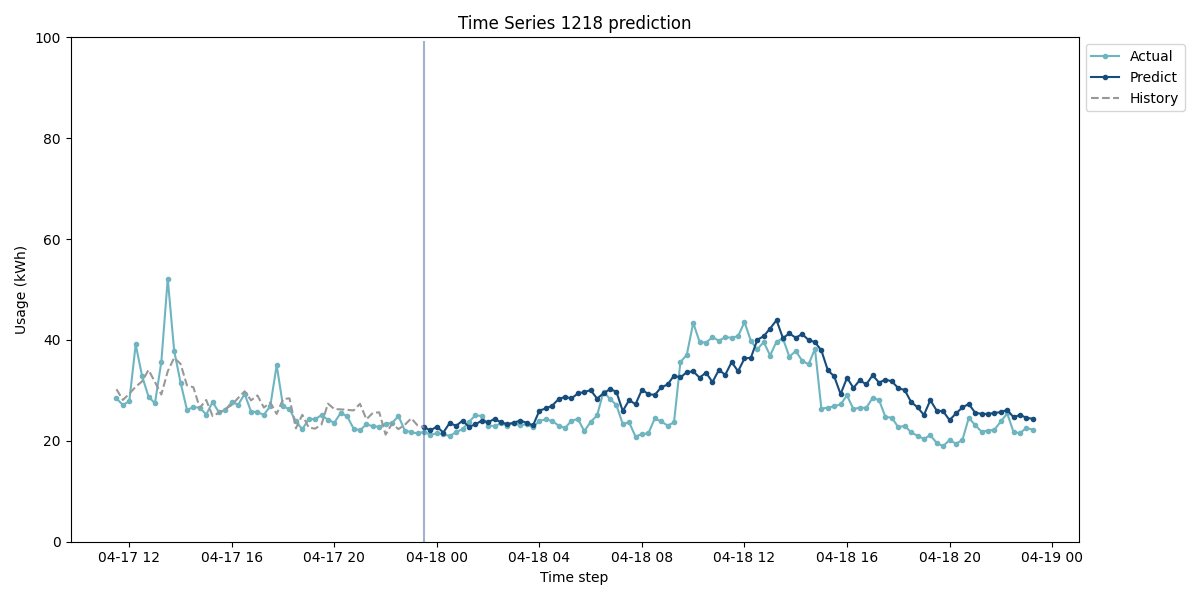 Time Series 1218 prediction
100
80
60
40
20
0
Usage (kWh)
04-17 12
04-17 16
04-17 20
04-18 00
04-18 04
04-18 08
04-18 12
04-18 16
04-18 20
04-19 00
Time step
Actual
Predict
History